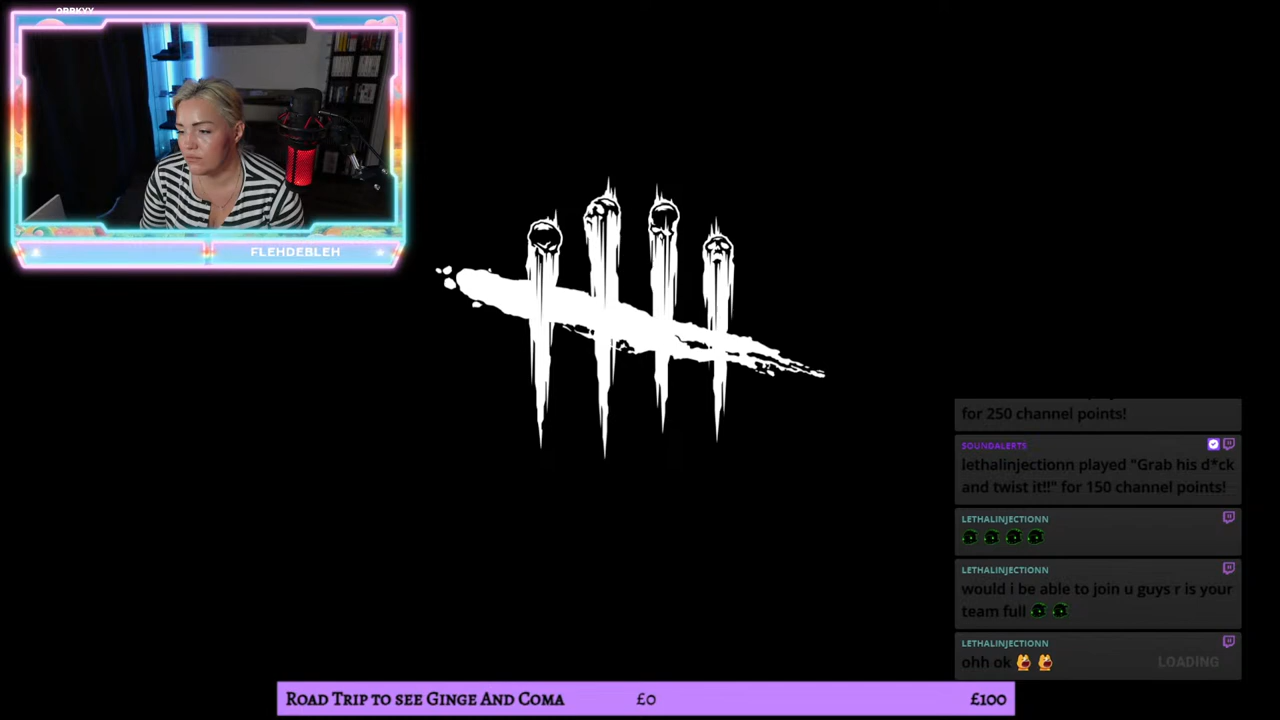 FLEHDEBLEH
for 250 channel points!
SOUNDALERTS
lethalinjectionn played "Grab his d*ck
and twist it!!" for 150 channel points!
LETHALINJECTIONN
LETHALINJECTIONN
would i be able to join u guys r is your
team full
LETHALINJECTIONN
ohh ok
LOADING
ROAD TRIP TO SEE GINGE AND COMA £0 £100